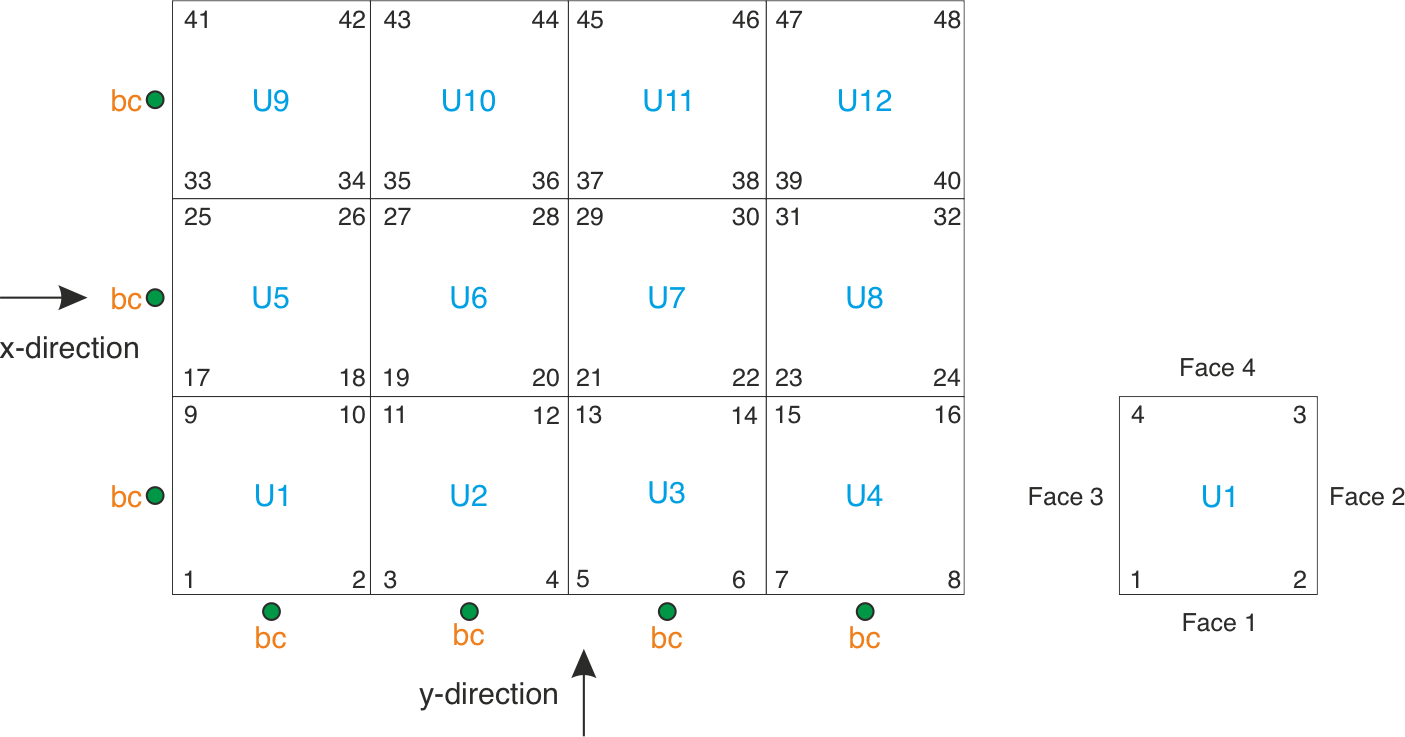 41 42 43 44 45 46 47 48
bc U9 U10 U11 U12
33 34 35 36 37 38 39 40
25 26 27 28 29 30 31 32
bc U5 U6 U7 U8
x-direction
17 18 19 20 21 22 23 24
9 10 11 12 13 14 15 16
bc U1 U2 U3 U4
1 2 3 4 5 6 7 8
bc bc bc bc
y-direction
Face 4
4 3
Face 3 U1 Face 2
1 2
Face 1